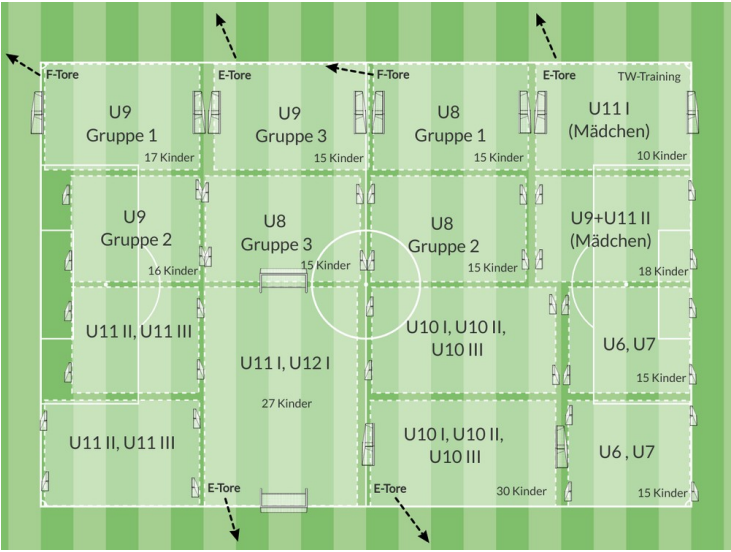 F-Tore
E-Tore
F-Tore
E-Tore
TW-Training
U9
Gruppe 1
17 Kinder
U9
Gruppe 3
15 Kinder
U8
Gruppe 1
15 Kinder
U11 I
(Mädchen)
10 Kinder
U9
Gruppe 2
16 Kinder
U8
Gruppe 3
15 Kinder
U8
Gruppe 2
15 Kinder
U9+U11 II
(Mädchen)
18 Kinder
U11 II, U11 III
U11 I, U12 I
27 Kinder
U10 I, U10 II,
U10 III
U6, U7
15 Kinder
U11 II, U11 III
E-Tore
U10 I, U10 II,
U10 III
30 Kinder
E-Tore
U6 , U7
15 Kinder